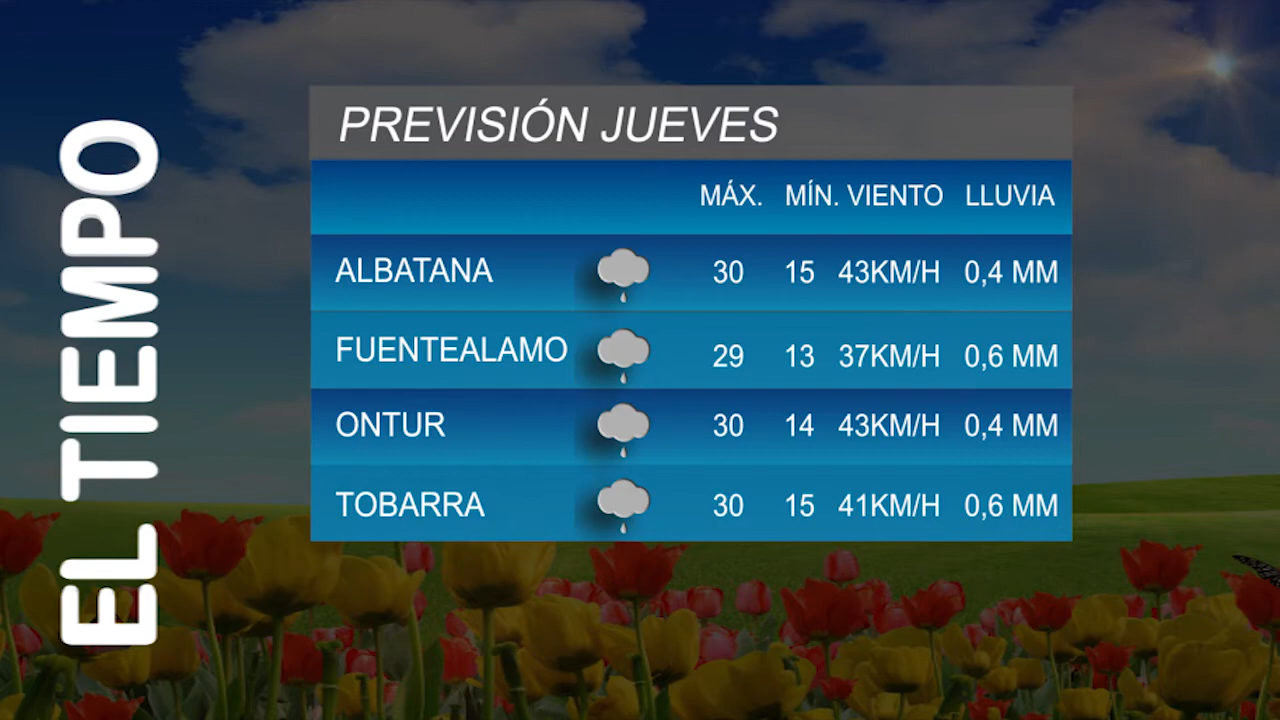 EL TIEMPO
PREVISIÓN JUEVES
MÁX. MÍN. VIENTO LLUVIA
ALBATANA 30 15 43KM/H 0,4 MM
FUENTEALAMO 29 13 37KM/H 0,6 MM
ONTUR 30 14 43KM/H 0,4 MM
TOBARRA 30 15 41KM/H 0,6 MM